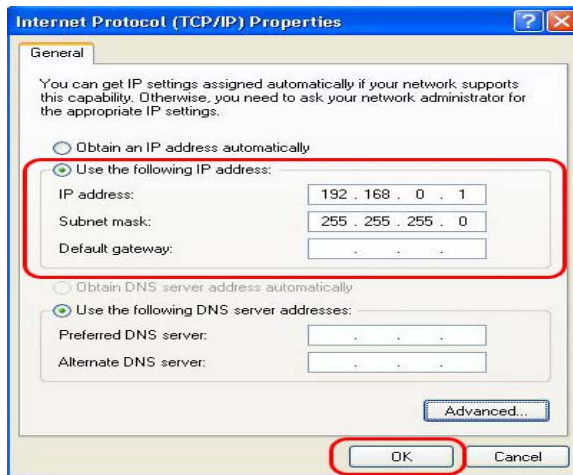 Internet Protocol (TCP/IP) Properties
General
You can get IP settings assigned automatically if your network supports
this capability. Otherwise, you need to ask your network administrator for
the appropriate IP settings.
Obtain an IP address automatically
Use the following IP address:
IP address: 192 . 168 . 0 . 1
Subnet mask: 255 . 255 . 255 . 0
Default gateway: . . .
Obtain DNS server address automatically
Use the following DNS server addresses:
Preferred DNS server: . . .
Alternate DNS server: . . .
Advanced...
OK Cancel